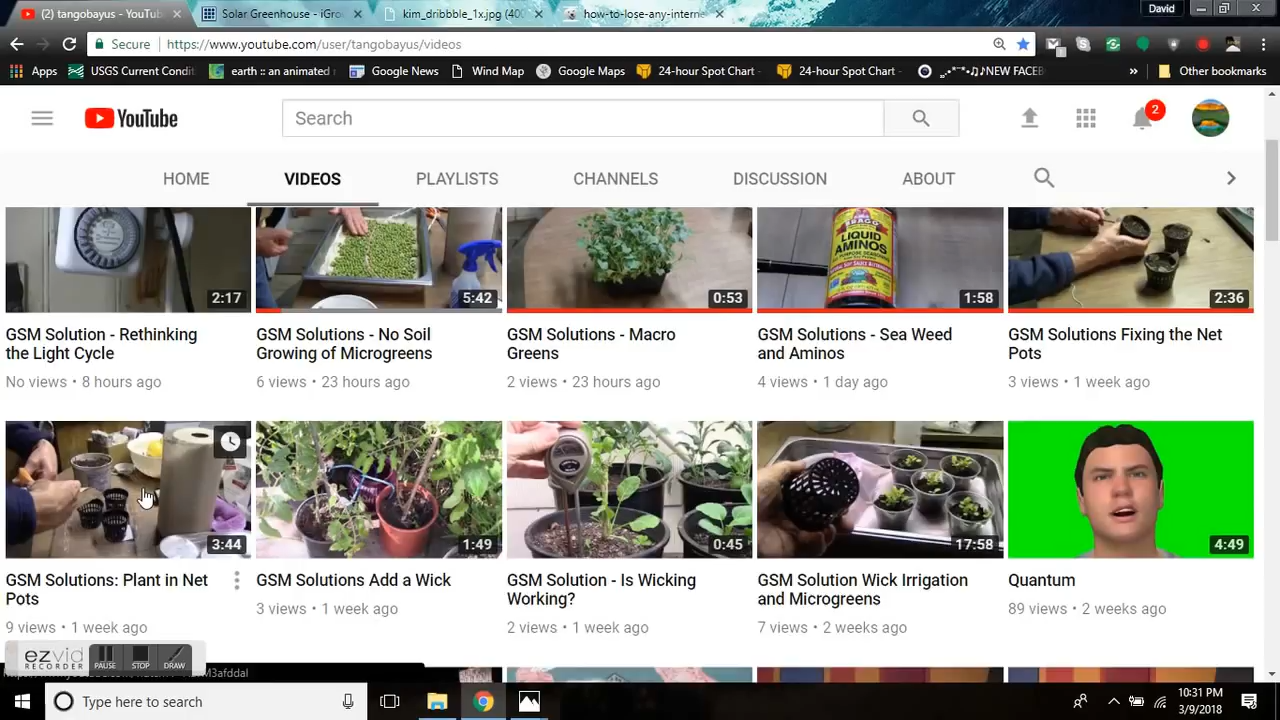 (2) tangobayus - YouTu
Solar Greenhouse - iGro
kim_dribbble_1x.jpg (400
how-to-lose-any-intern
David
Secure https://www.youtube.com/user/tangobayus/videos
Apps USGS Current Condit earth :: an animated Google News Wind Map Google Maps 24-hour Spot Chart - 24-hour Spot Chart - NEW FACEB » Other bookmarks
YouTube
Search
2
HOME VIDEOS PLAYLISTS CHANNELS DISCUSSION ABOUT
BRAGG
LIQUID
AMINOS
2:17 5:42 0:53 1:58 2:36
GSM Solution - Rethinking
the Light Cycle
No views • 8 hours ago
GSM Solutions - No Soil
Growing of Microgreens
6 views • 23 hours ago
GSM Solutions - Macro
Greens
2 views • 23 hours ago
GSM Solutions - Sea Weed
and Aminos
4 views • 1 day ago
GSM Solutions Fixing the Net
Pots
3 views • 1 week ago
3:44 1:49 0:45 17:58 4:49
GSM Solutions: Plant in Net
Pots
9 views • 1 week ago
GSM Solutions Add a Wick
3 views • 1 week ago
GSM Solution - Is Wicking
Working?
2 views • 1 week ago
GSM Solution Wick Irrigation
and Microgreens
7 views • 2 weeks ago
Quantum
89 views • 2 weeks ago
ezvid
RECORDER
PAUSE STOP DRAW
Type here to search
10:31 PM
3/9/2018